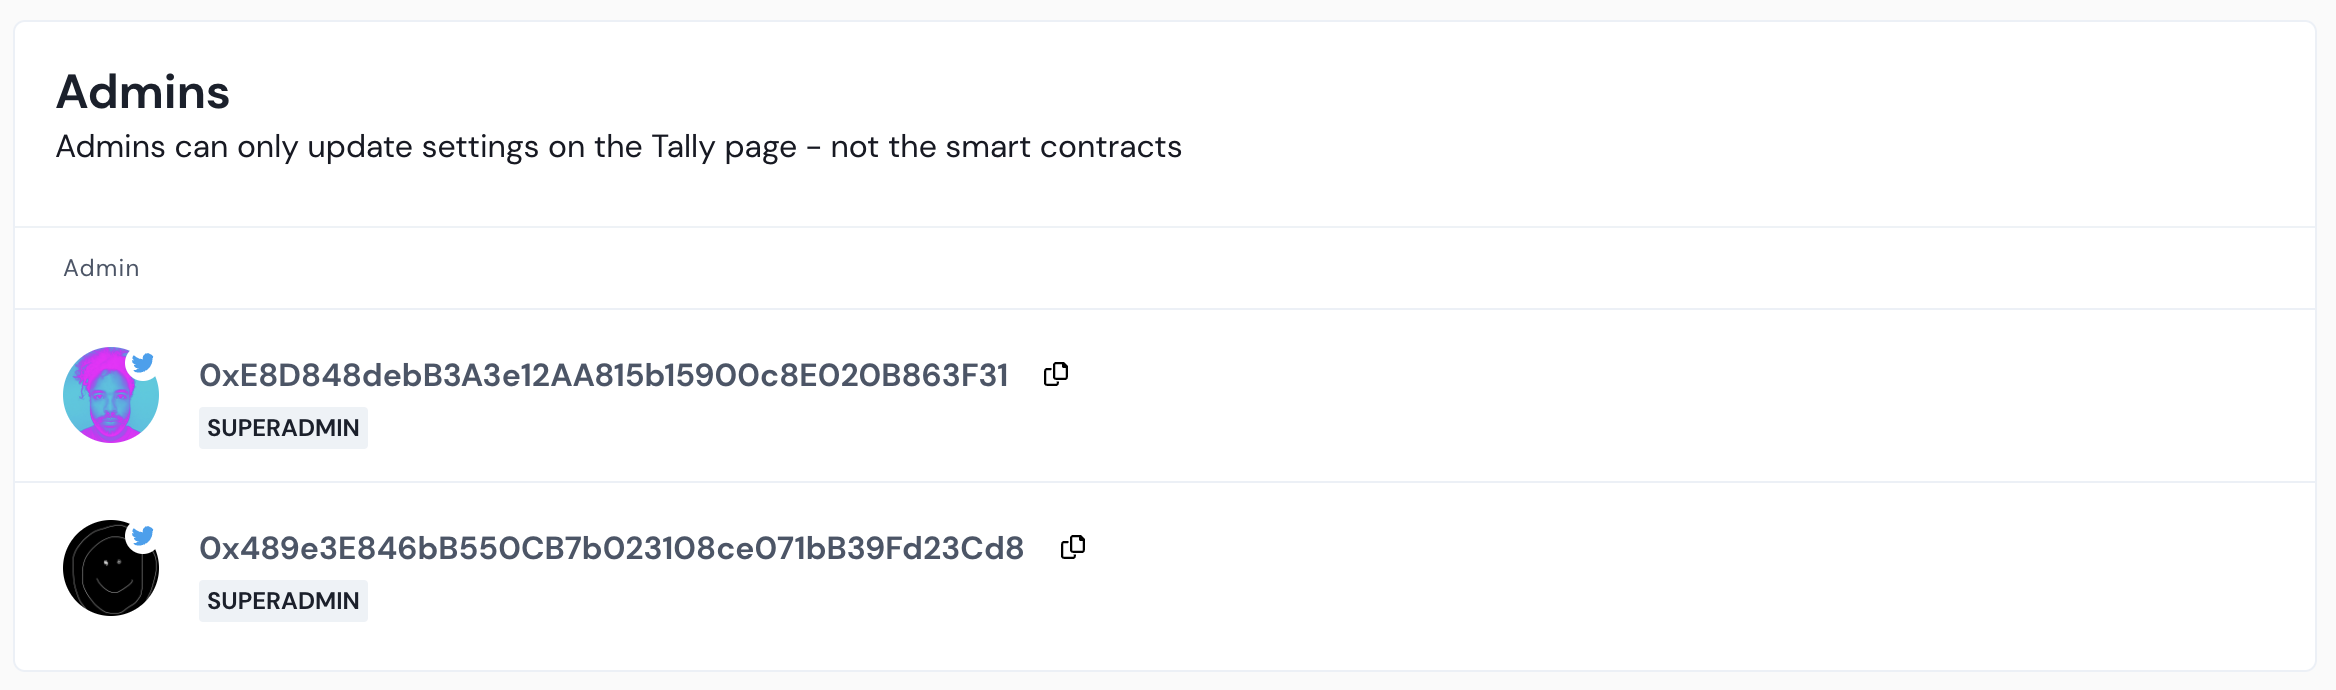 Admins
Admins can only update settings on the Tally page - not the smart contracts
Admin
0xE8D848debB3A3e12AA815b15900c8E020B863F31
SUPERADMIN
0x489e3E846bB550CB7b023108ce071bB39Fd23Cd8
SUPERADMIN